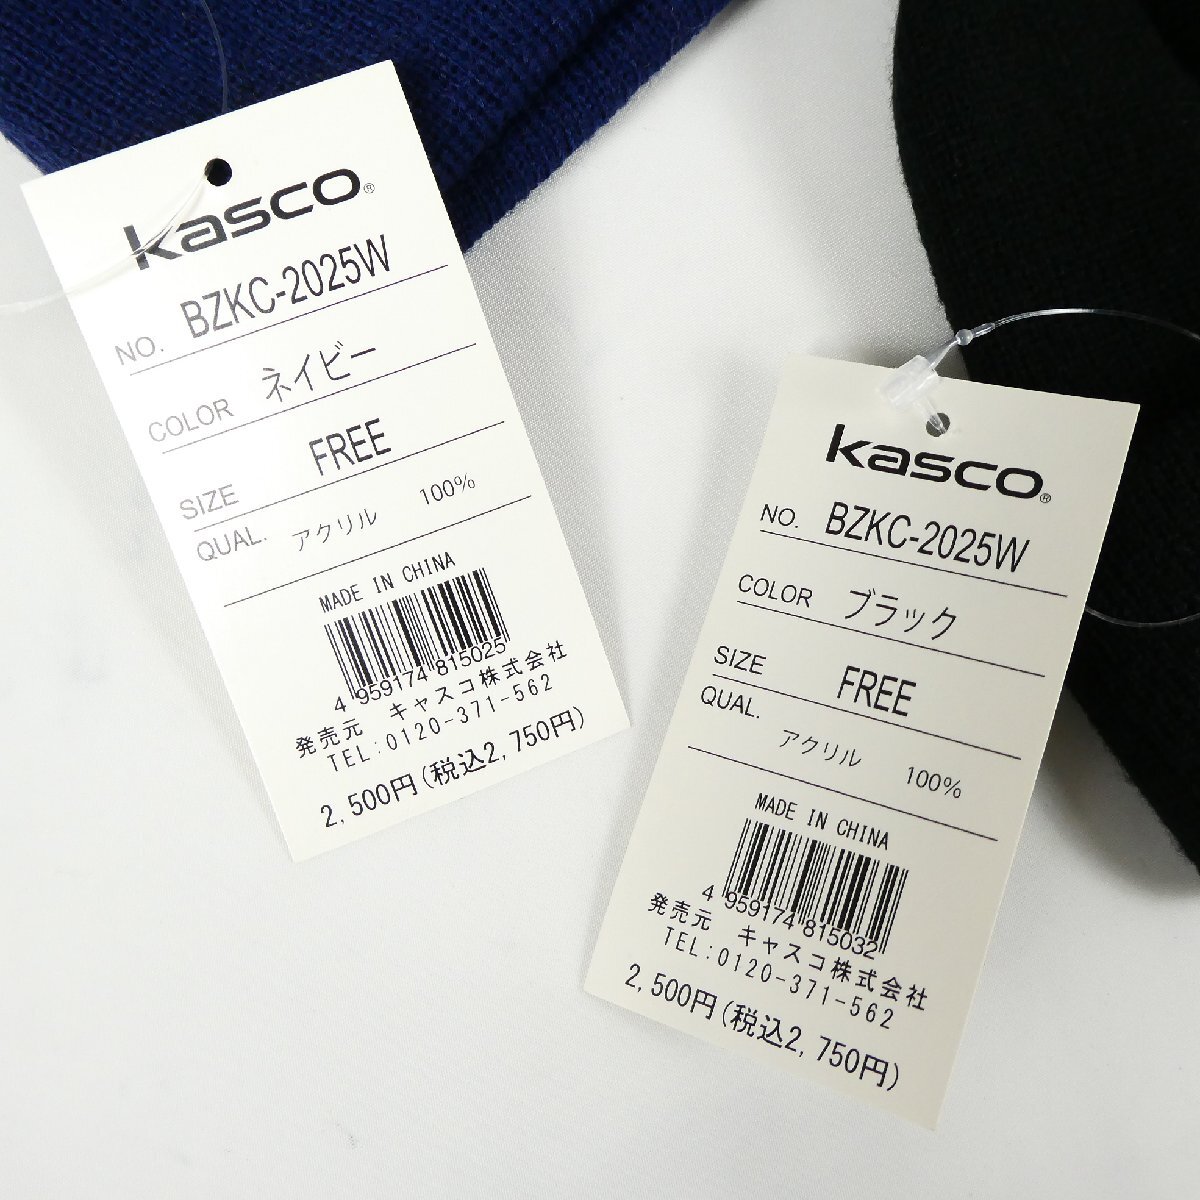 kasco®
NO. BZKC-2025W
COLOR ネイビー
SIZE FREE
QUAL. アクリル 100%
MADE IN CHINA
4 959174 815025
発売元 キャスコ株式会社
TEL:0120-371-562
2,500円(税込2,750円)
kasco®
NO. BZKC-2025W
COLOR ブラック
SIZE FREE
QUAL. アクリル 100%
MADE IN CHINA
4 959174 815032
発売元 キャスコ株式会社
TEL:0120-371-562
2,500円(税込2,750円)